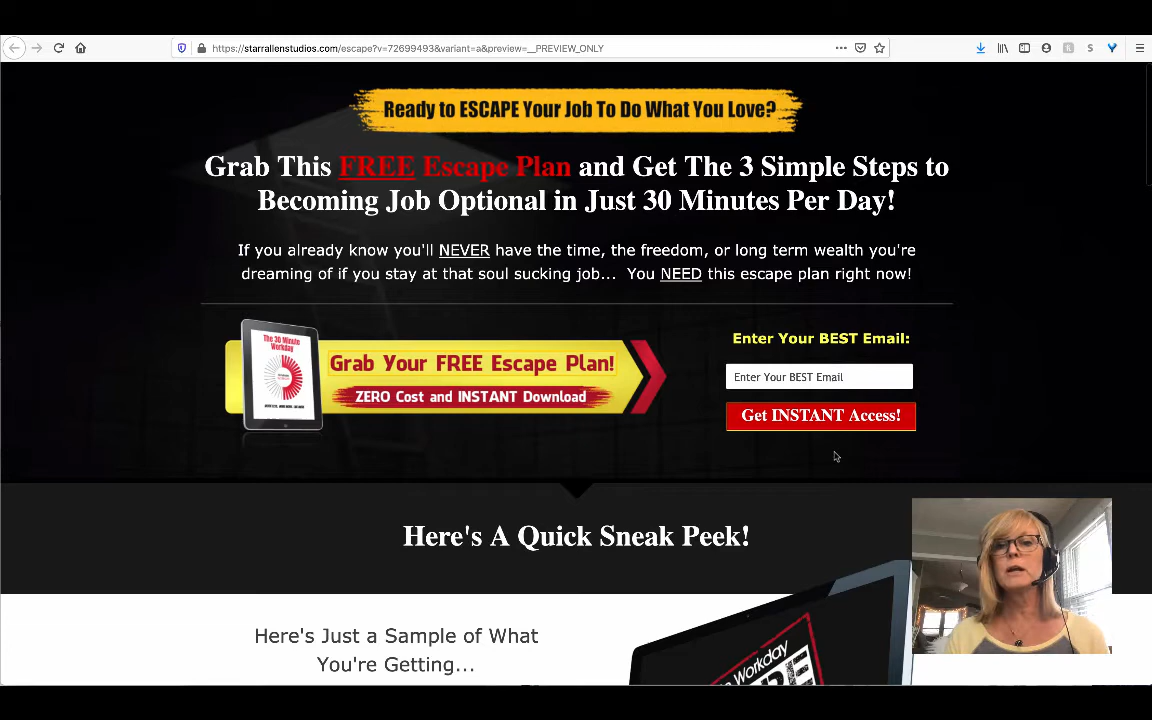 https://starrallenstudios.com/escape?v=72699493&variant=a&preview=__PREVIEW_ONLY
S
Ready to ESCAPE Your Job To Do What You Love?
Grab This FREE Escape Plan and Get The 3 Simple Steps to
Becoming Job Optional in Just 30 Minutes Per Day!
If you already know you'll NEVER have the time, the freedom, or long term wealth you're
dreaming of if you stay at that soul sucking job... You NEED this escape plan right now!
The 30 Minute
Workday
Grab Your FREE Escape Plan!
ZERO Cost and INSTANT Download
Enter Your BEST Email:
Enter Your BEST Email
Get INSTANT Access!
Here's A Quick Sneak Peek!
Here's Just a Sample of What
You're Getting...
Workday